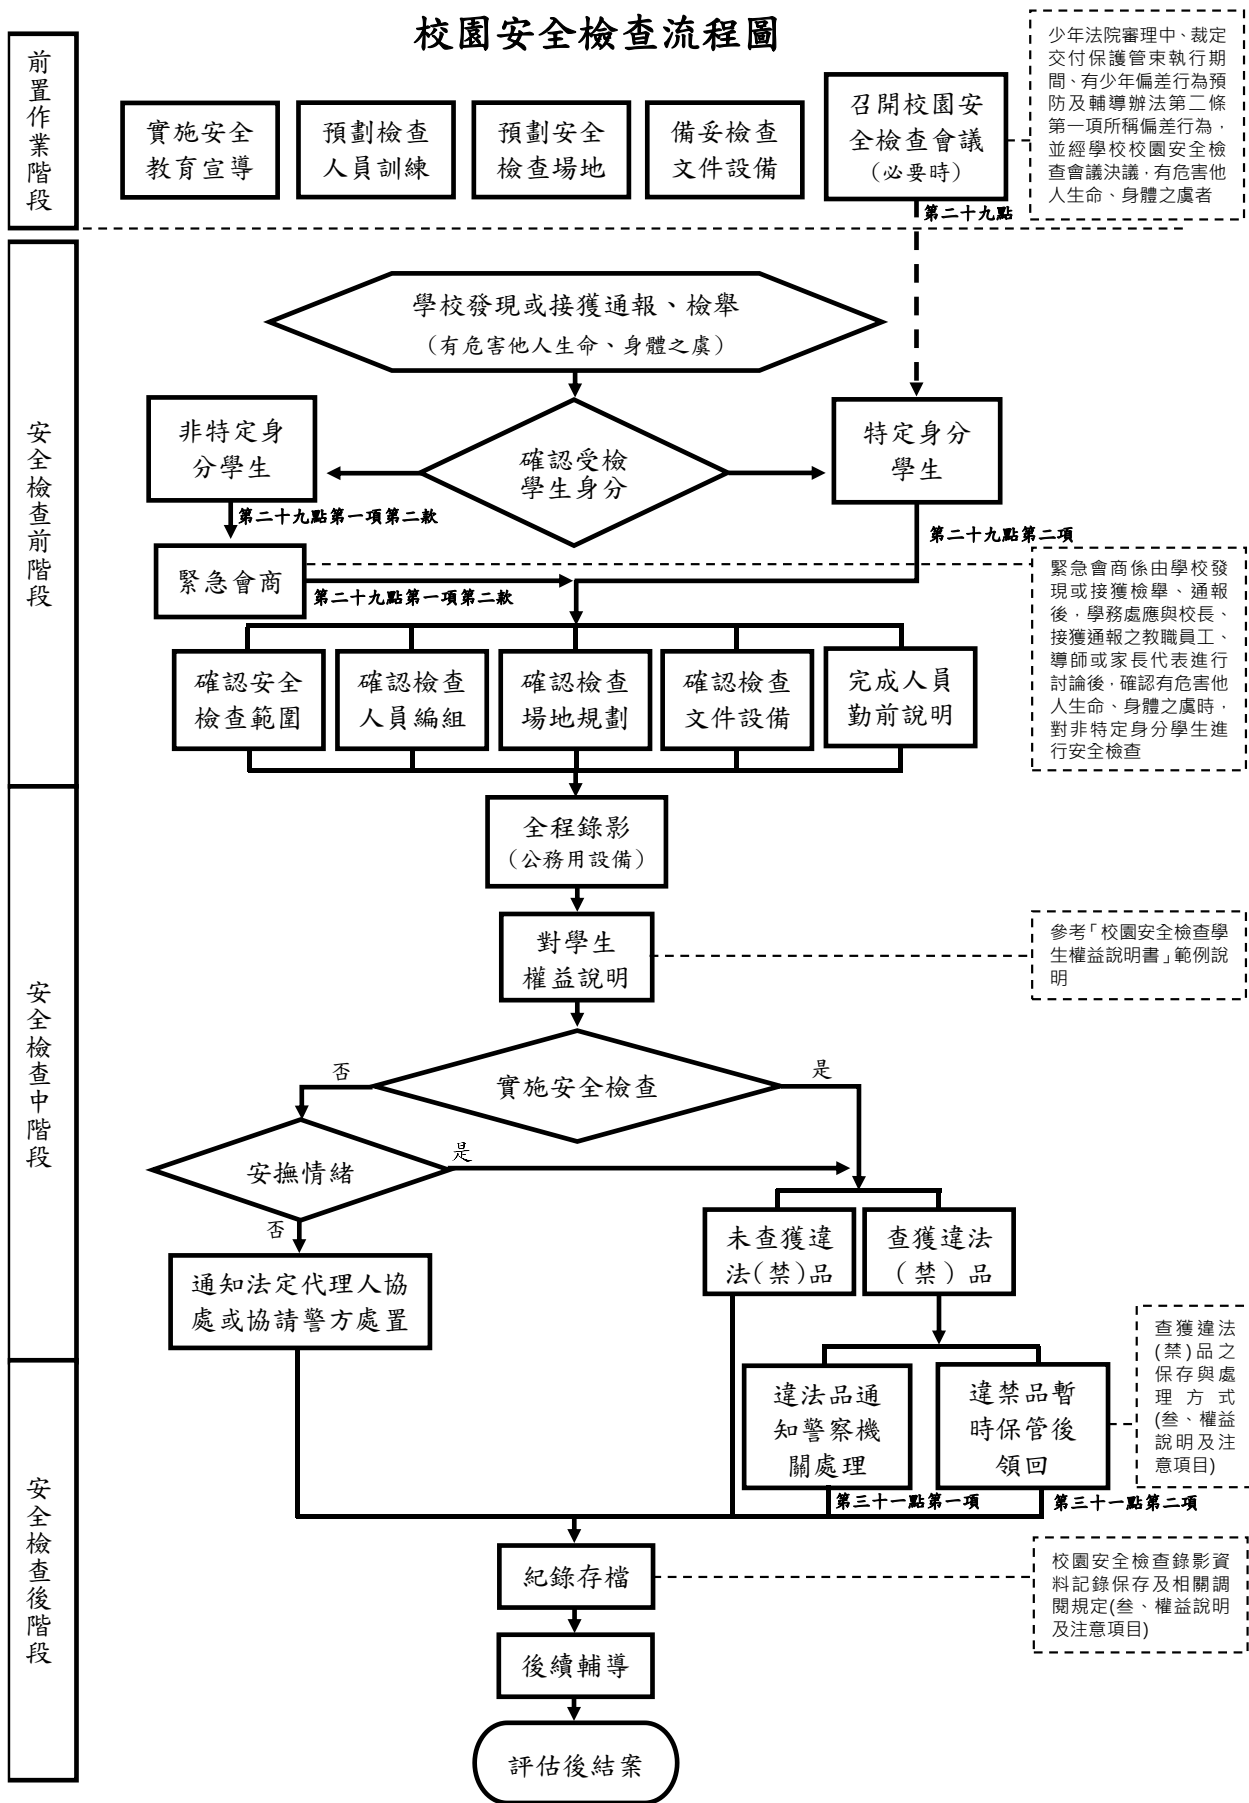 校園安全檢查流程圖
前置作業階段
實施安全
教育宣導
預劃檢查
人員訓練
預劃安全
檢查場地
備妥檢查
文件設備
召開校園安
全檢查會議
(必要時)
少年法院審理中、裁定
交付保護管束執行期
間、有少年偏差行為預
防及輔導辦法第二條
第一項所稱偏差行為,
並經學校校園安全檢
查會議決議,有危害他
人生命、身體之虞者
第二十九點
安全檢查前階段
學校發現或接獲通報、檢舉
(有危害他人生命、身體之虞)
非特定身
分學生
確認受檢
學生身分
特定身分
學生
第二十九點第一項第二款
第二十九點第二項
緊急會商
第二十九點第一項第二款
緊急會商係由學校發
現或接獲檢舉、通報
後,學務處應與校長、
接獲通報之教職員工、
導師或家長代表進行
討論後,確認有危害他
人生命、身體之虞時,
對非特定身分學生進
行安全檢查
確認安全
檢查範圍
確認檢查
人員編組
確認檢查
場地規劃
確認檢查
文件設備
完成人員
勤前說明
安全檢查中階段
全程錄影
(公務用設備)
對學生
權益說明
參考「校園安全檢查學
生權益說明書」範例說
明
實施安全檢查
否
是
安撫情緒
是
否
通知法定代理人協
處或協請警方處置
未查獲違
法(禁)品
查獲違法
(禁)品
安全檢查後階段
違法品通
知警察機
關處理
違禁品暫
時保管後
領回
查獲違法
(禁)品之
保存與處
理方式
(叁、權益
說明及注
意項目)
第三十一點第一項
第三十一點第二項
紀錄存檔
校園安全檢查錄影資
料記錄保存及相關調
閱規定(叁、權益說明
及注意項目)
後續輔導
評估後結案